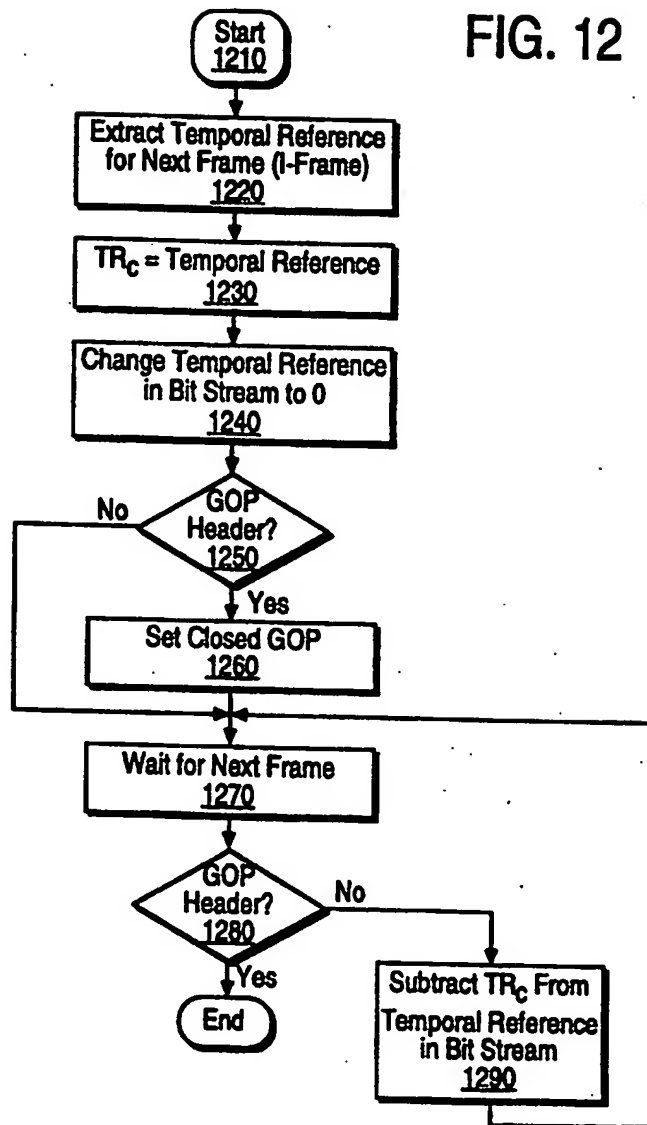 FIG. 12
Start
1210
Extract Temporal Reference
for Next Frame (I-Frame)
1220
TRC = Temporal Reference
1230
Change Temporal Reference
in Bit Stream to 0
1240
GOP
Header?
1250
No
Yes
Set Closed GOP
1260
Wait for Next Frame
1270
GOP
Header?
1280
No
Yes
End
Subtract TRC From
Temporal Reference
in Bit Stream
1290